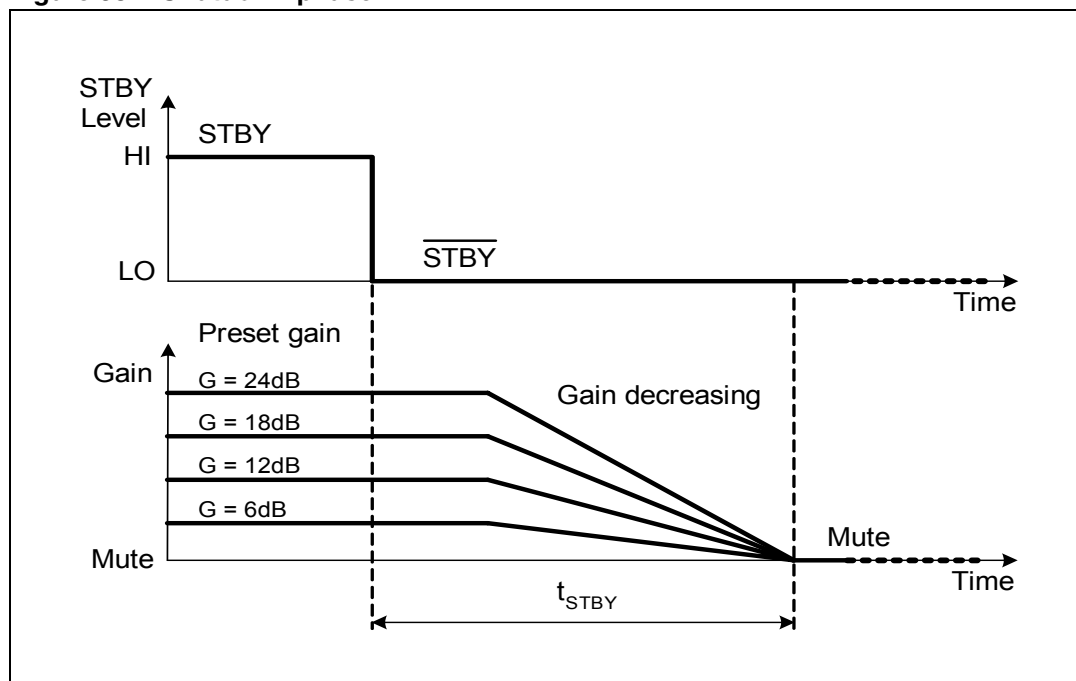 STBY
Level
STBY
HI
STBY
LO
Time
Preset gain
Gain
G = 24dB
Gain decreasing
G = 18dB
G = 12dB
G = 6dB
Mute
Mute
Time
tSTBY